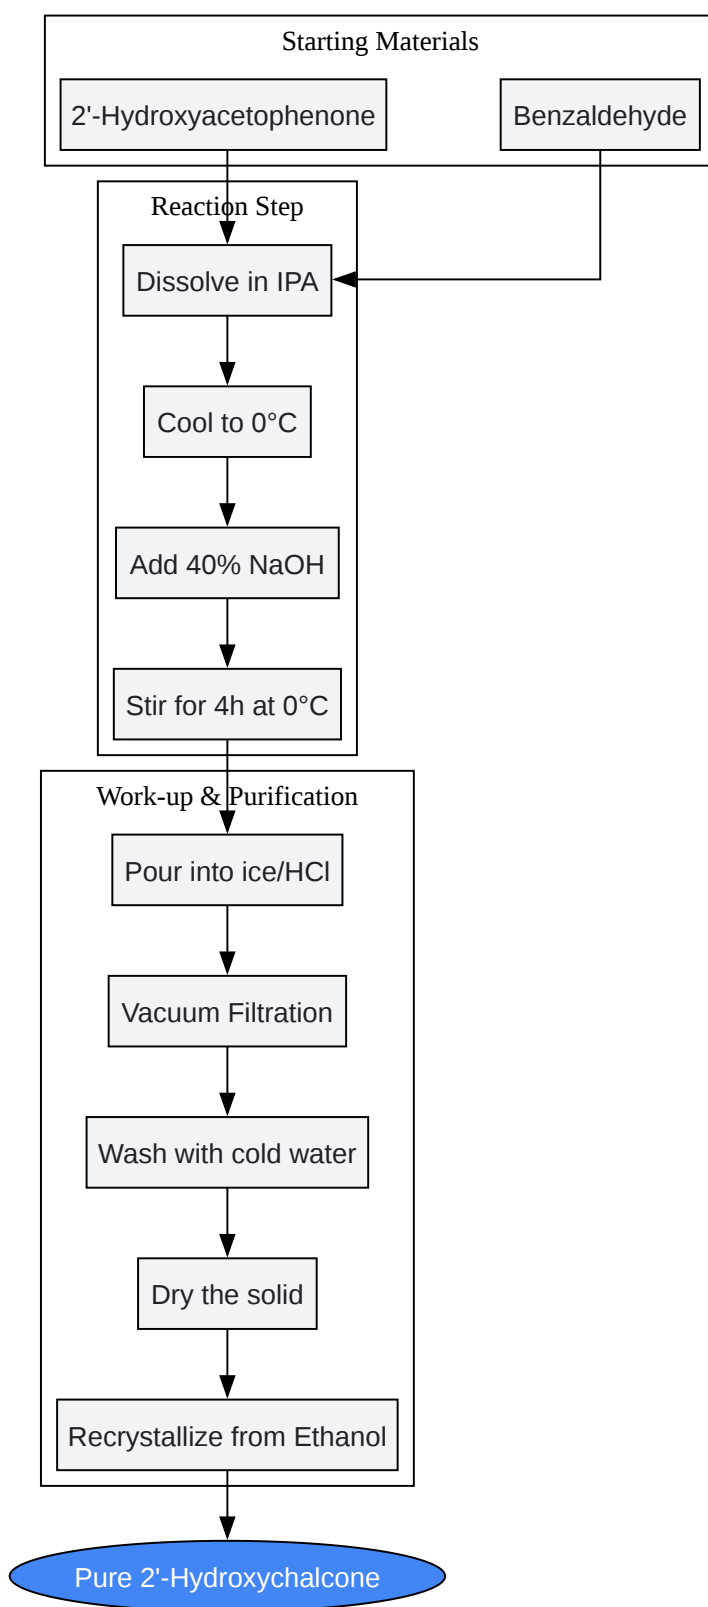 Starting Materials
2'-Hydroxyacetophenone
Benzaldehyde
Reaction Step
Dissolve in IPA
Cool to 0°C
Add 40% NaOH
Stir for 4h at 0°C
Work-up & Purification
Pour into ice/HCl
Vacuum Filtration
Wash with cold water
Dry the solid
Recrystallize from Ethanol
Pure 2'-Hydroxychalcone